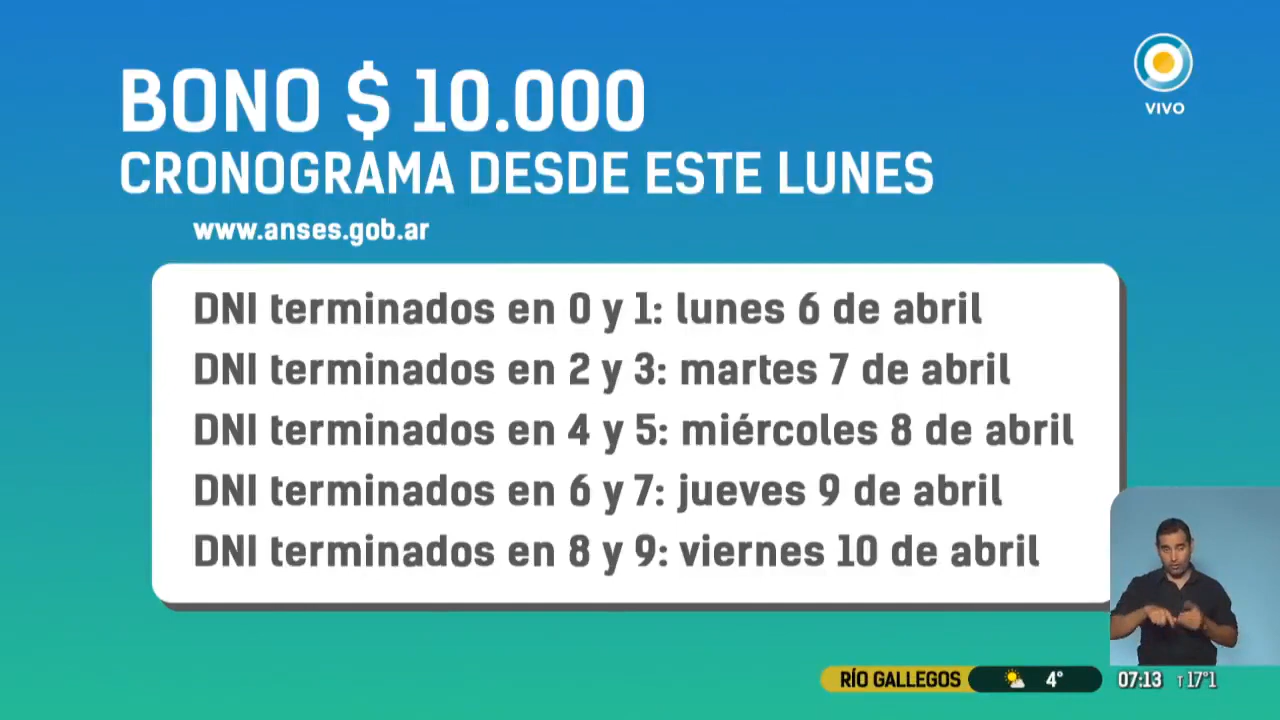 BONO $ 10.000
CRONOGRAMA DESDE ESTE LUNES
www.anses.gob.ar
VIVO
DNI terminados en 0 y 1: lunes 6 de abril
DNI terminados en 2 y 3: martes 7 de abril
DNI terminados en 4 y 5: miércoles 8 de abril
DNI terminados en 6 y 7: jueves 9 de abril
DNI terminados en 8 y 9: viernes 10 de abril
RÍO GALLEGOS 4° 07:13 T 17°1